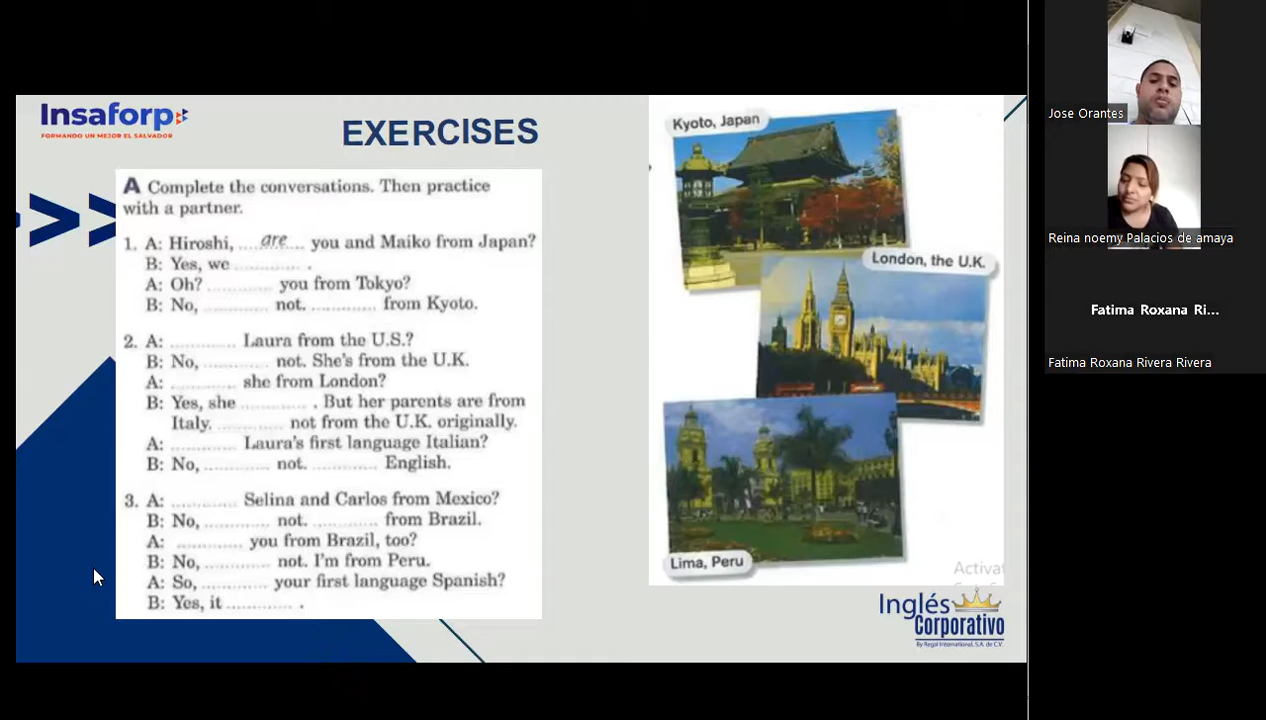 Insaforp
FORMANDO UN MEJOR EL SALVADOR
EXERCISES
A Complete the conversations. Then practice
with a partner.
1. A: Hiroshi, ....are.... you and Maiko from Japan?
B: Yes, we ............ .
A: Oh? ............ you from Tokyo?
B: No, ............ not. ............ from Kyoto.
2. A: ............ Laura from the U.S.?
B: No, ............ not. She's from the U.K.
A: ............ she from London?
B: Yes, she ............ . But her parents are from
Italy. ............ not from the U.K. originally.
A: ............ Laura's first language Italian?
B: No, ............ not. ............ English.
3. A: ............ Selina and Carlos from Mexico?
B: No, ............ not. ............ from Brazil.
A: ............ you from Brazil, too?
B: No, ............ not. I'm from Peru.
A: So, ............ your first language Spanish?
B: Yes, it ............ .
Kyoto, Japan
London, the U.K.
Lima, Peru
Activat
Inglés
Corporativo
By Regal International, S.A. de C.V.
Jose Orantes
Reina noemy Palacios de amaya
Fatima Roxana Ri...
Fatima Roxana Rivera Rivera